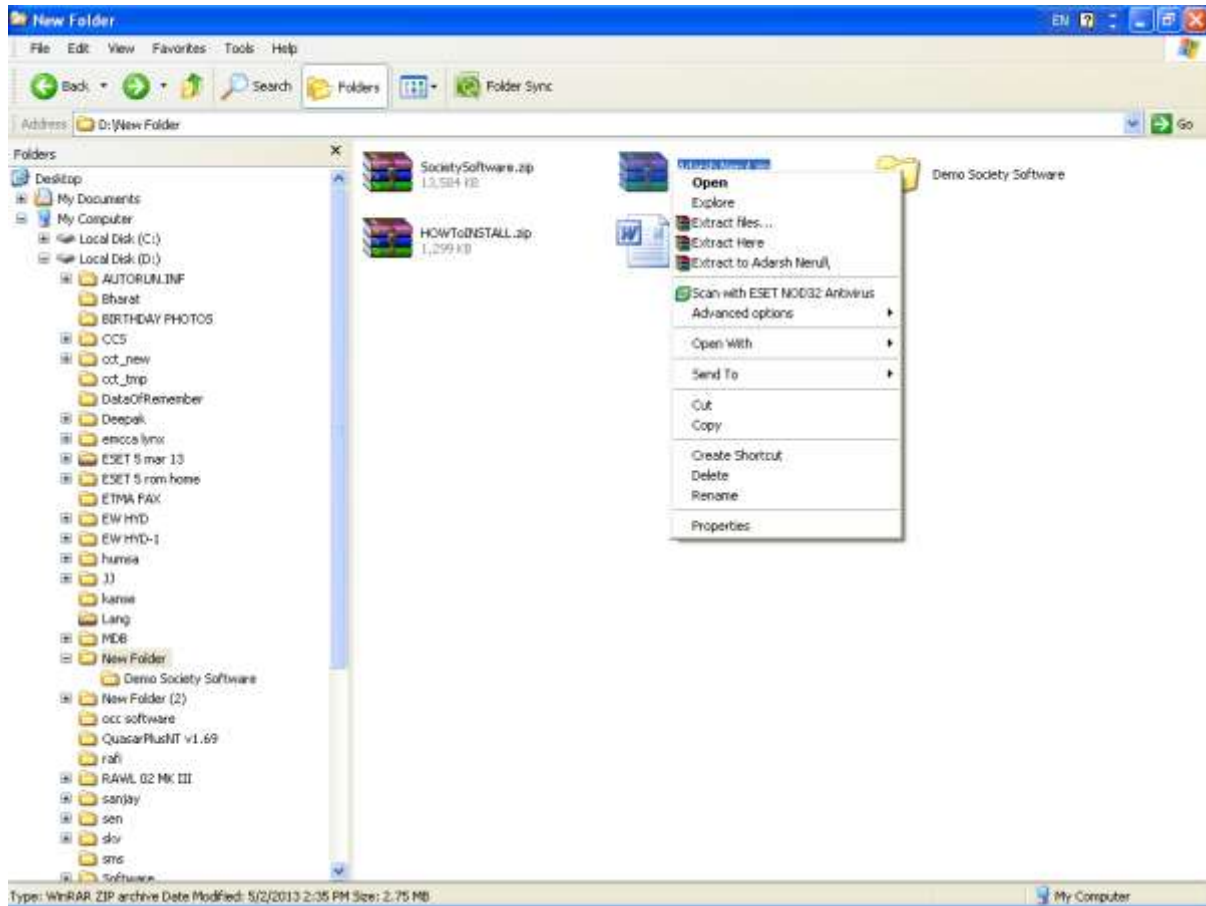 New Folder
EN
File Edit View Favorites Tools Help
Back Search Folders Folder Sync
Address D:\New Folder Go
Folders
Desktop
My Documents
My Computer
Local Disk (C:)
Local Disk (D:)
AUTORUN.INF
Bharat
BIRTHDAY PHOTOS
CCS
cct_new
cct_tmp
DataOfRemember
Deepak
emcca lynx
ESET 5 mar 13
ESET 5 rom home
ETMA PAX
EW HYD
EW HYD-1
humsa
JJ
kanse
Lang
MDB
New Folder
Demo Society Software
New Folder (2)
occ software
QuasarPlusNT v1.69
rafi
RAWL 02 MK III
sanjay
sen
sky
sms
Software
SocietySoftware.zip
13,584 KB
Demo Society Software
HOWToINSTALL.zip
1,299 KB
Open
Explore
Extract files...
Extract Here
Extract to Adarsh Nerul\
Scan with ESET NOD32 Antivirus
Advanced options
Open With
Send To
Cut
Copy
Create Shortcut
Delete
Rename
Properties
Type: WinRAR ZIP archive Date Modified: 5/2/2013 2:35 PM Size: 2.75 MB
My Computer